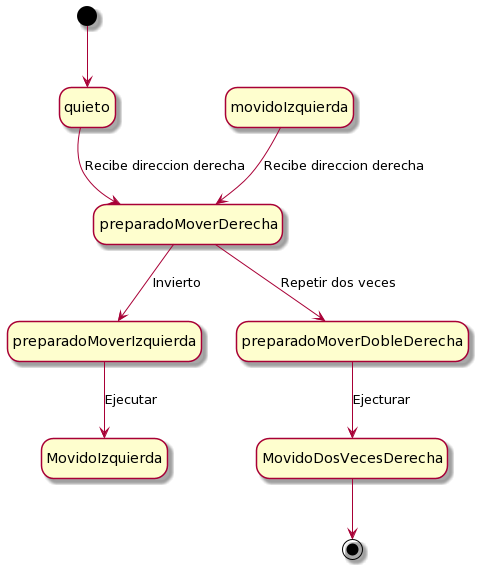 quieto
movidoIzquierda
Recibe direccion derecha
Recibe direccion derecha
preparadoMoverDerecha
Invierto
Repetir dos veces
preparadoMoverIzquierda
preparadoMoverDobleDerecha
Ejecutar
Ejecturar
MovidoIzquierda
MovidoDosVecesDerecha